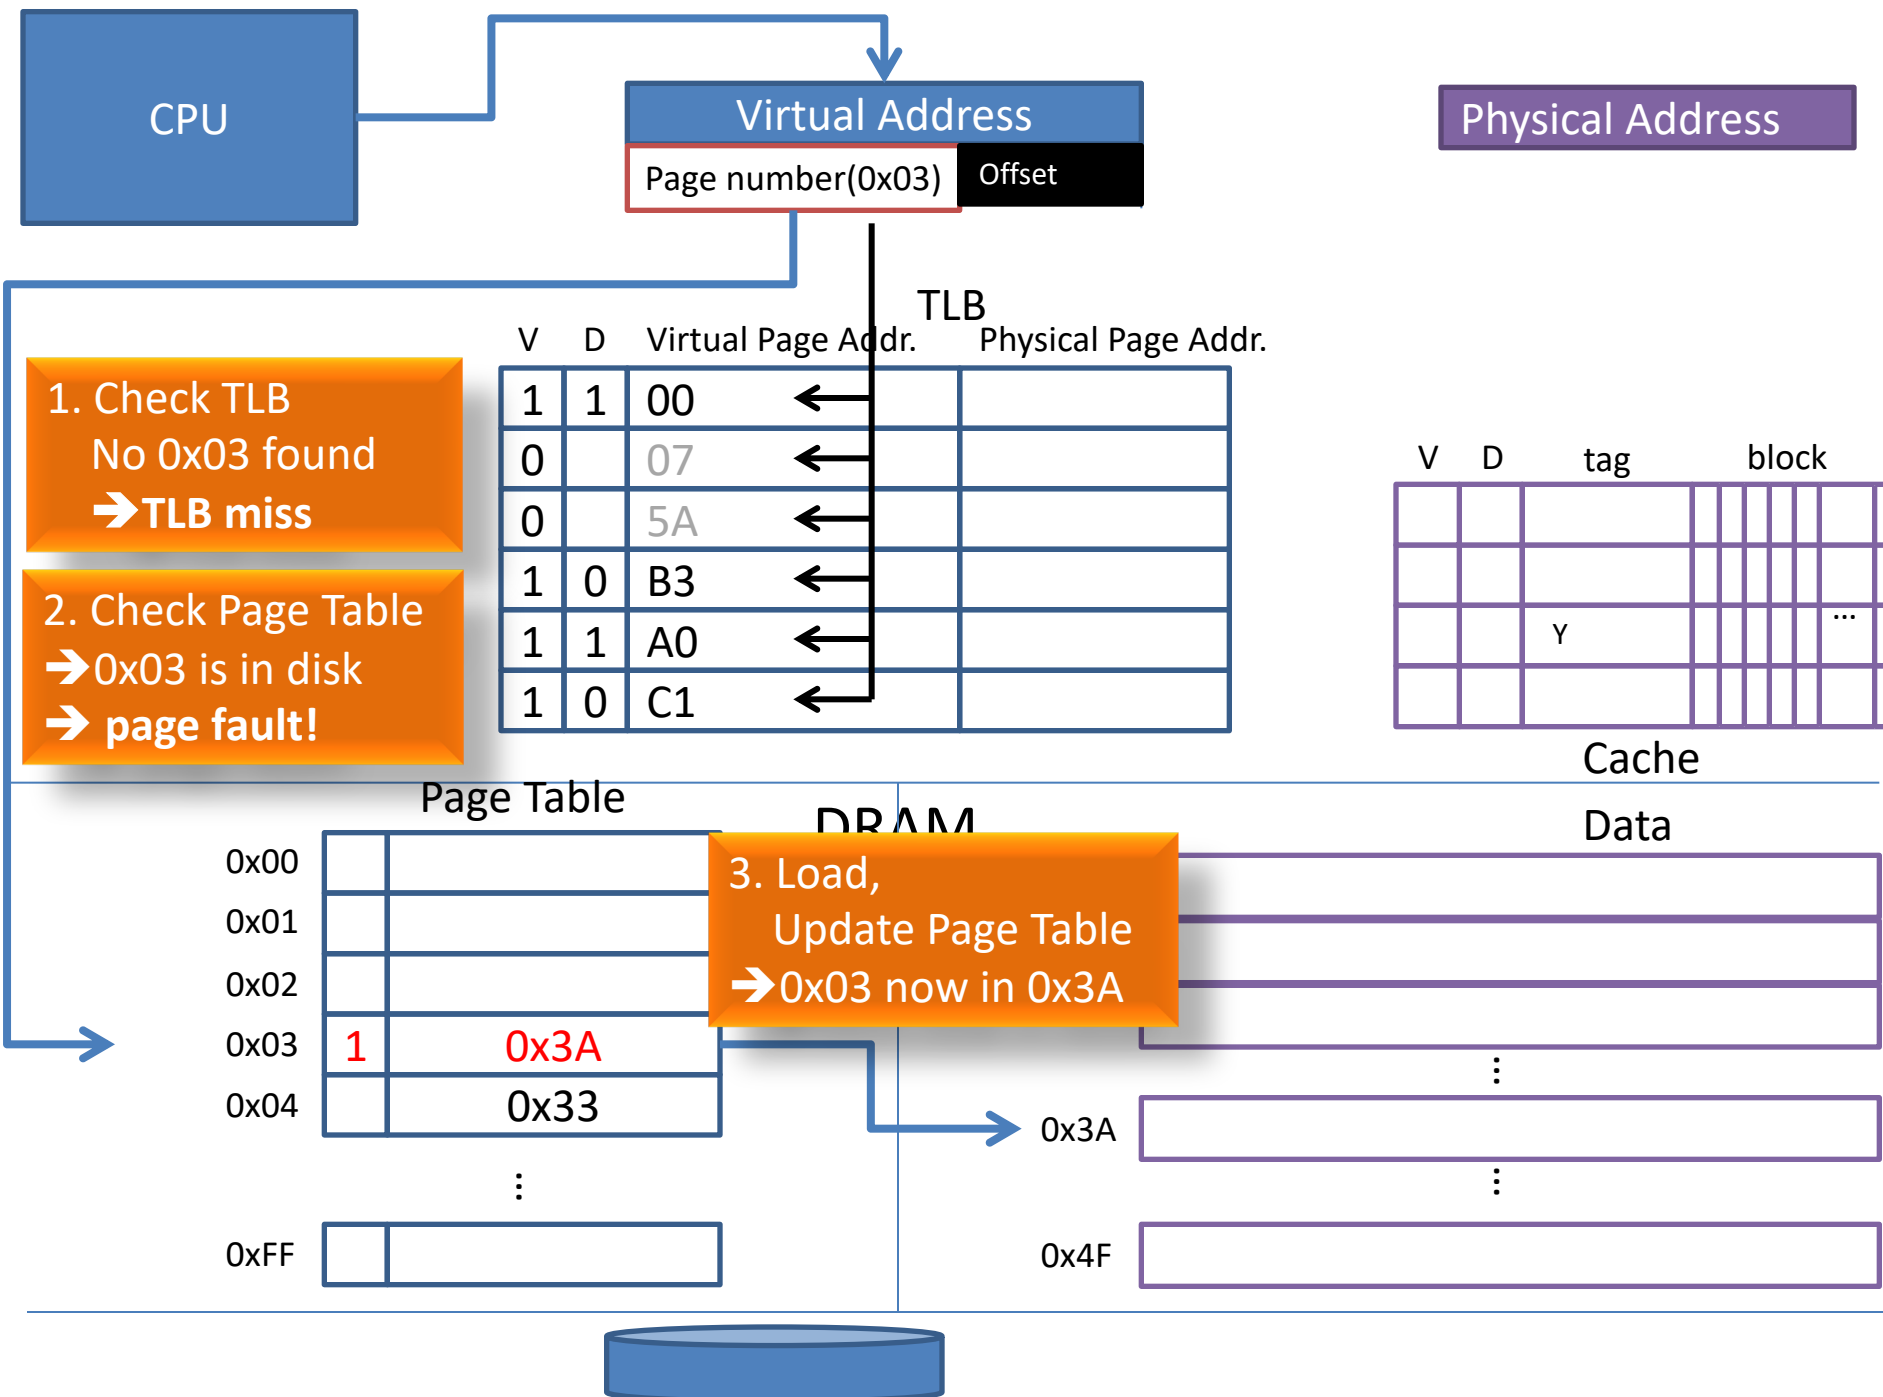 CPU
Virtual Address
Physical Address
Page number(0x03)
Offset
TLB
V D Virtual Page Addr. Physical Page Addr.
1 1 00
0 07
0 5A
1 0 B3
1 1 A0
1 0 C1
1. Check TLB
No 0x03 found
➔TLB miss
2. Check Page Table
➔0x03 is in disk
➔ page fault!
V D tag block
Y
...
Cache
Page Table
DRAM
Data
0x00
0x01
0x02
0x03 1 0x3A
0x04 0x33
⋮
0xFF
3. Load,
Update Page Table
➔0x03 now in 0x3A
⋮
0x3A
⋮
0x4F